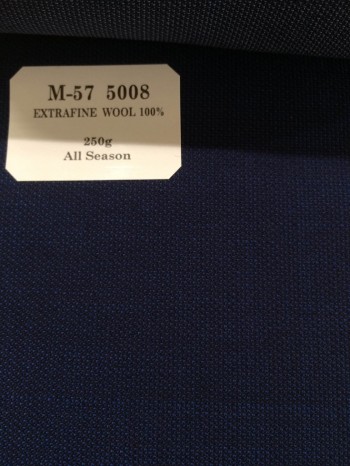 M-57 5008
EXTRAFINE WOOL 100%
250g
All Season